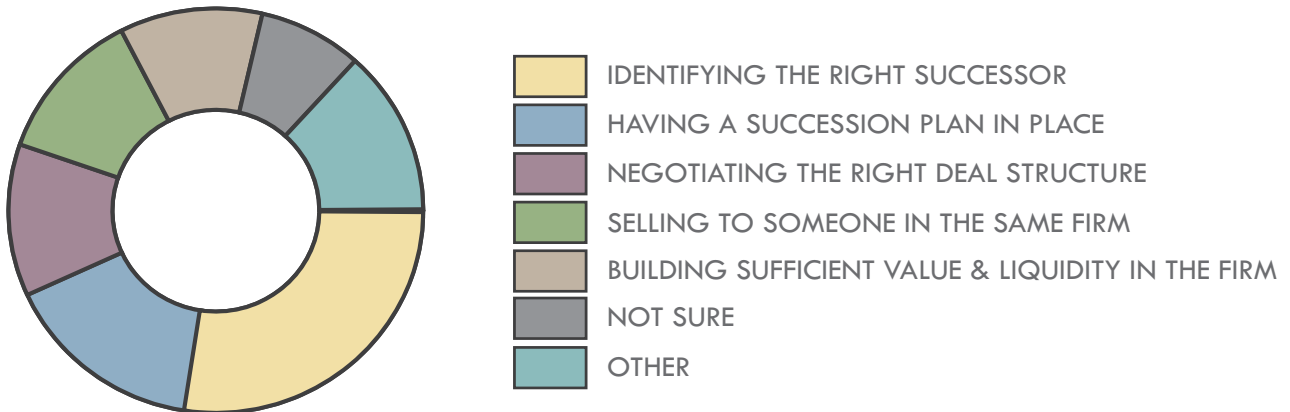 IDENTIFYING THE RIGHT SUCCESSOR
HAVING A SUCCESSION PLAN IN PLACE
NEGOTIATING THE RIGHT DEAL STRUCTURE
SELLING TO SOMEONE IN THE SAME FIRM
BUILDING SUFFICIENT VALUE & LIQUIDITY IN THE FIRM
NOT SURE
OTHER